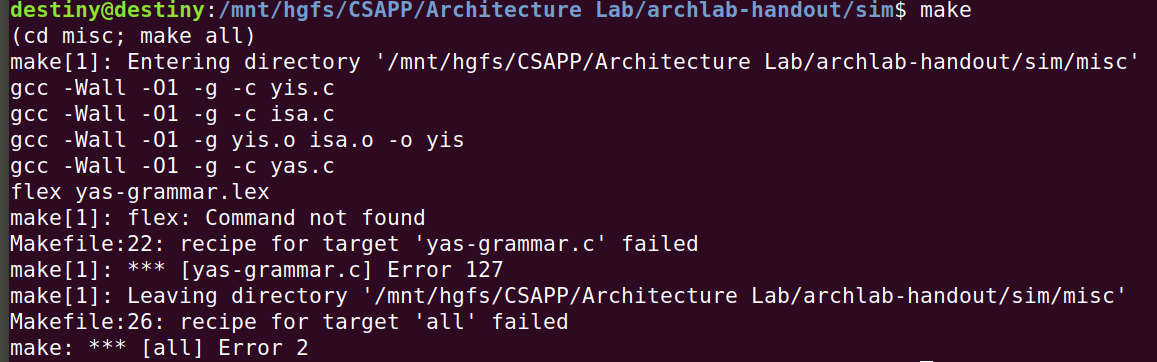 destiny@destiny:/mnt/hgfs/CSAPP/Architecture Lab/archlab-handout/sim$ make
(cd misc; make all)
make[1]: Entering directory '/mnt/hgfs/CSAPP/Architecture Lab/archlab-handout/sim/misc'
gcc -Wall -O1 -g -c yis.c
gcc -Wall -O1 -g -c isa.c
gcc -Wall -O1 -g yis.o isa.o -o yis
gcc -Wall -O1 -g -c yas.c
flex yas-grammar.lex
make[1]: flex: Command not found
Makefile:22: recipe for target 'yas-grammar.c' failed
make[1]: *** [yas-grammar.c] Error 127
make[1]: Leaving directory '/mnt/hgfs/CSAPP/Architecture Lab/archlab-handout/sim/misc'
Makefile:26: recipe for target 'all' failed
make: *** [all] Error 2